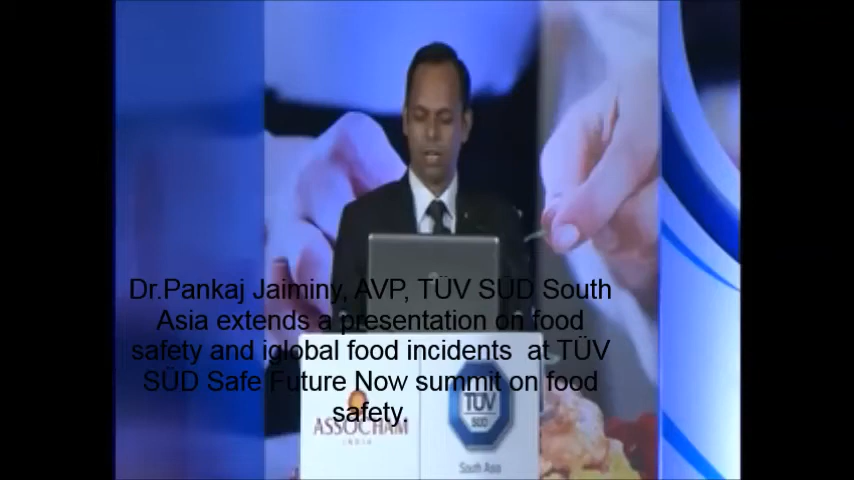 Dr.Pankaj Jaiminy, AVP, TÜV SÜD South
Asia extends a presentation on food
safety and iglobal food incidents  at TÜV
SÜD Safe Future Now summit on food
safety.
ASSOCHAM
INDIA
TÜV
SÜD
South Asia